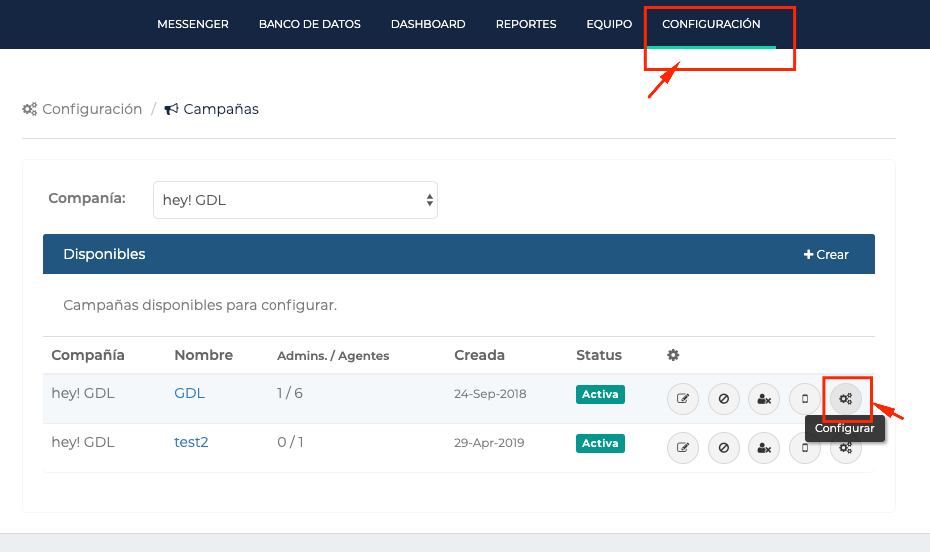 MESSENGER BANCO DE DATOS DASHBOARD REPORTES EQUIPO CONFIGURACIÓN
Configuración / Campañas
Compañía: hey! GDL
Disponibles + Crear
Campañas disponibles para configurar.
Compañía Nombre Admins. / Agentes Creada Status
hey! GDL GDL 1 / 6 24-Sep-2018 Activa
Configurar
hey! GDL test2 0 / 1 29-Apr-2019 Activa